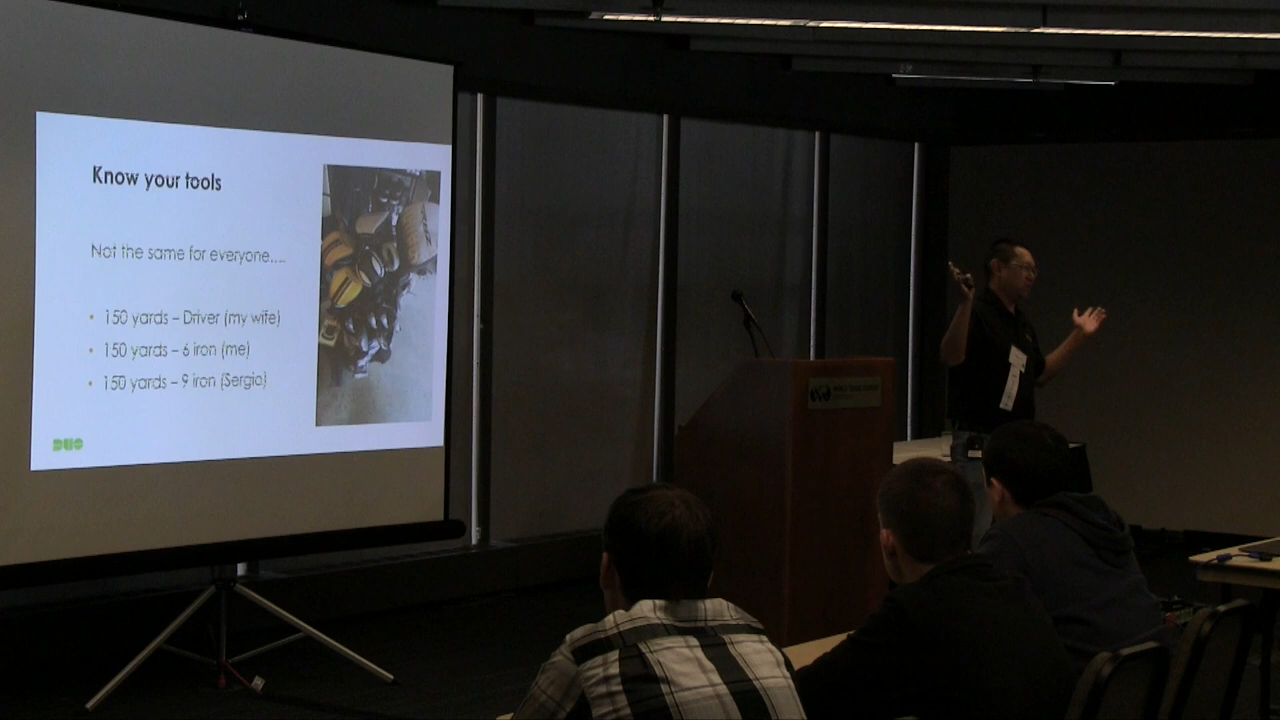 Know your tools
Not the same for everyone....
• 150 yards – Driver (my wife)
• 150 yards – 6 iron (me)
• 150 yards – 9 iron (Sergio)
DUO